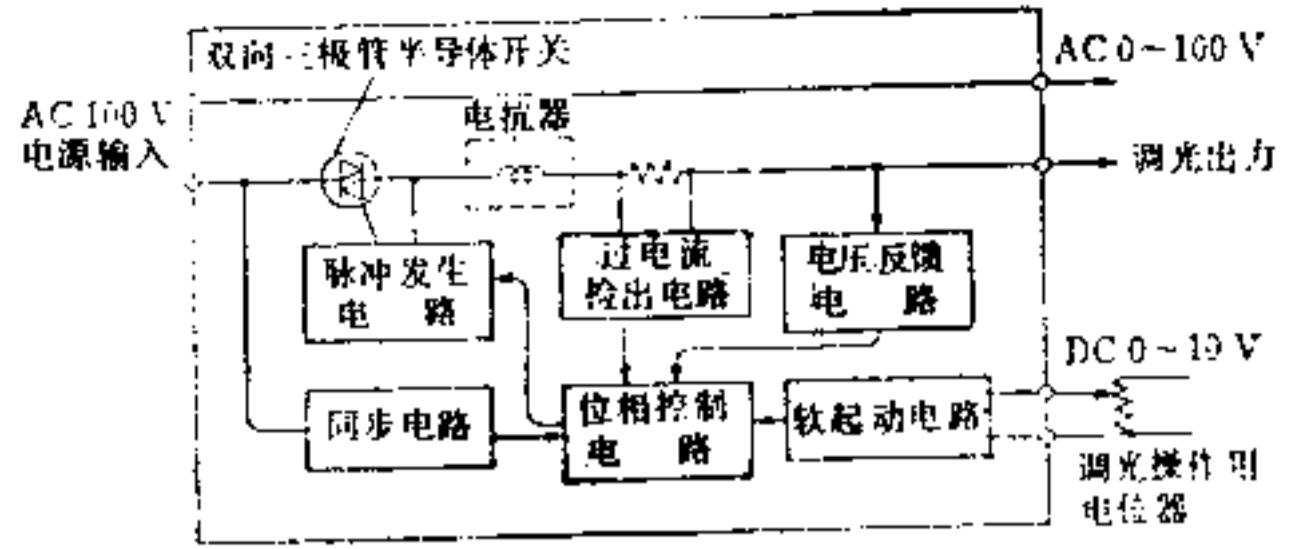 双向三极管半导体开关
AC 0~100 V
AC 100 V
电源输入
电抗器
调光出力
脉冲发生
电 路
过电流
检出电路
电压反馈
电 路
DC 0~10 V
同步电路
位相控制
电 路
软起动电路
调光操作用
电位器